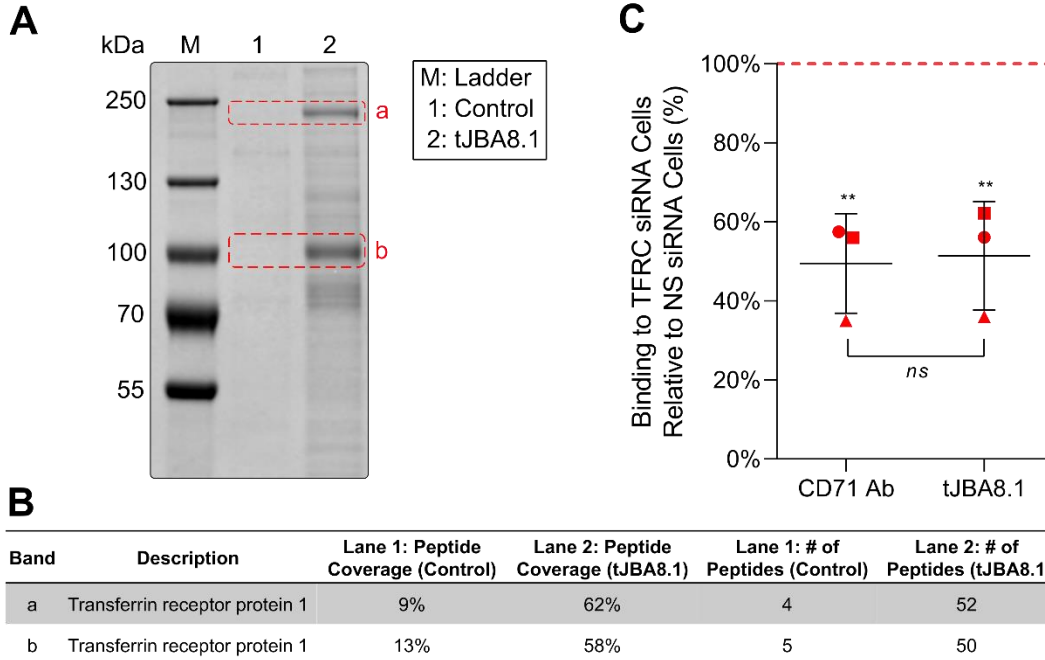 A
kDa M 1 2
250
130
100
70
55
a
b
M: Ladder
1: Control
2: tJBA8.1
C
Binding to TFRC siRNA Cells
Relative to NS siRNA Cells (%)
100%
80%
60%
40%
20%
0%
** **
ns
CD71 Ab tJBA8.1
B
Band Description Lane 1: Peptide Coverage (Control) Lane 2: Peptide Coverage (tJBA8.1) Lane 1: # of Peptides (Control) Lane 2: # of Peptides (tJBA8.1
a Transferrin receptor protein 1 9% 62% 4 52
b Transferrin receptor protein 1 13% 58% 5 50